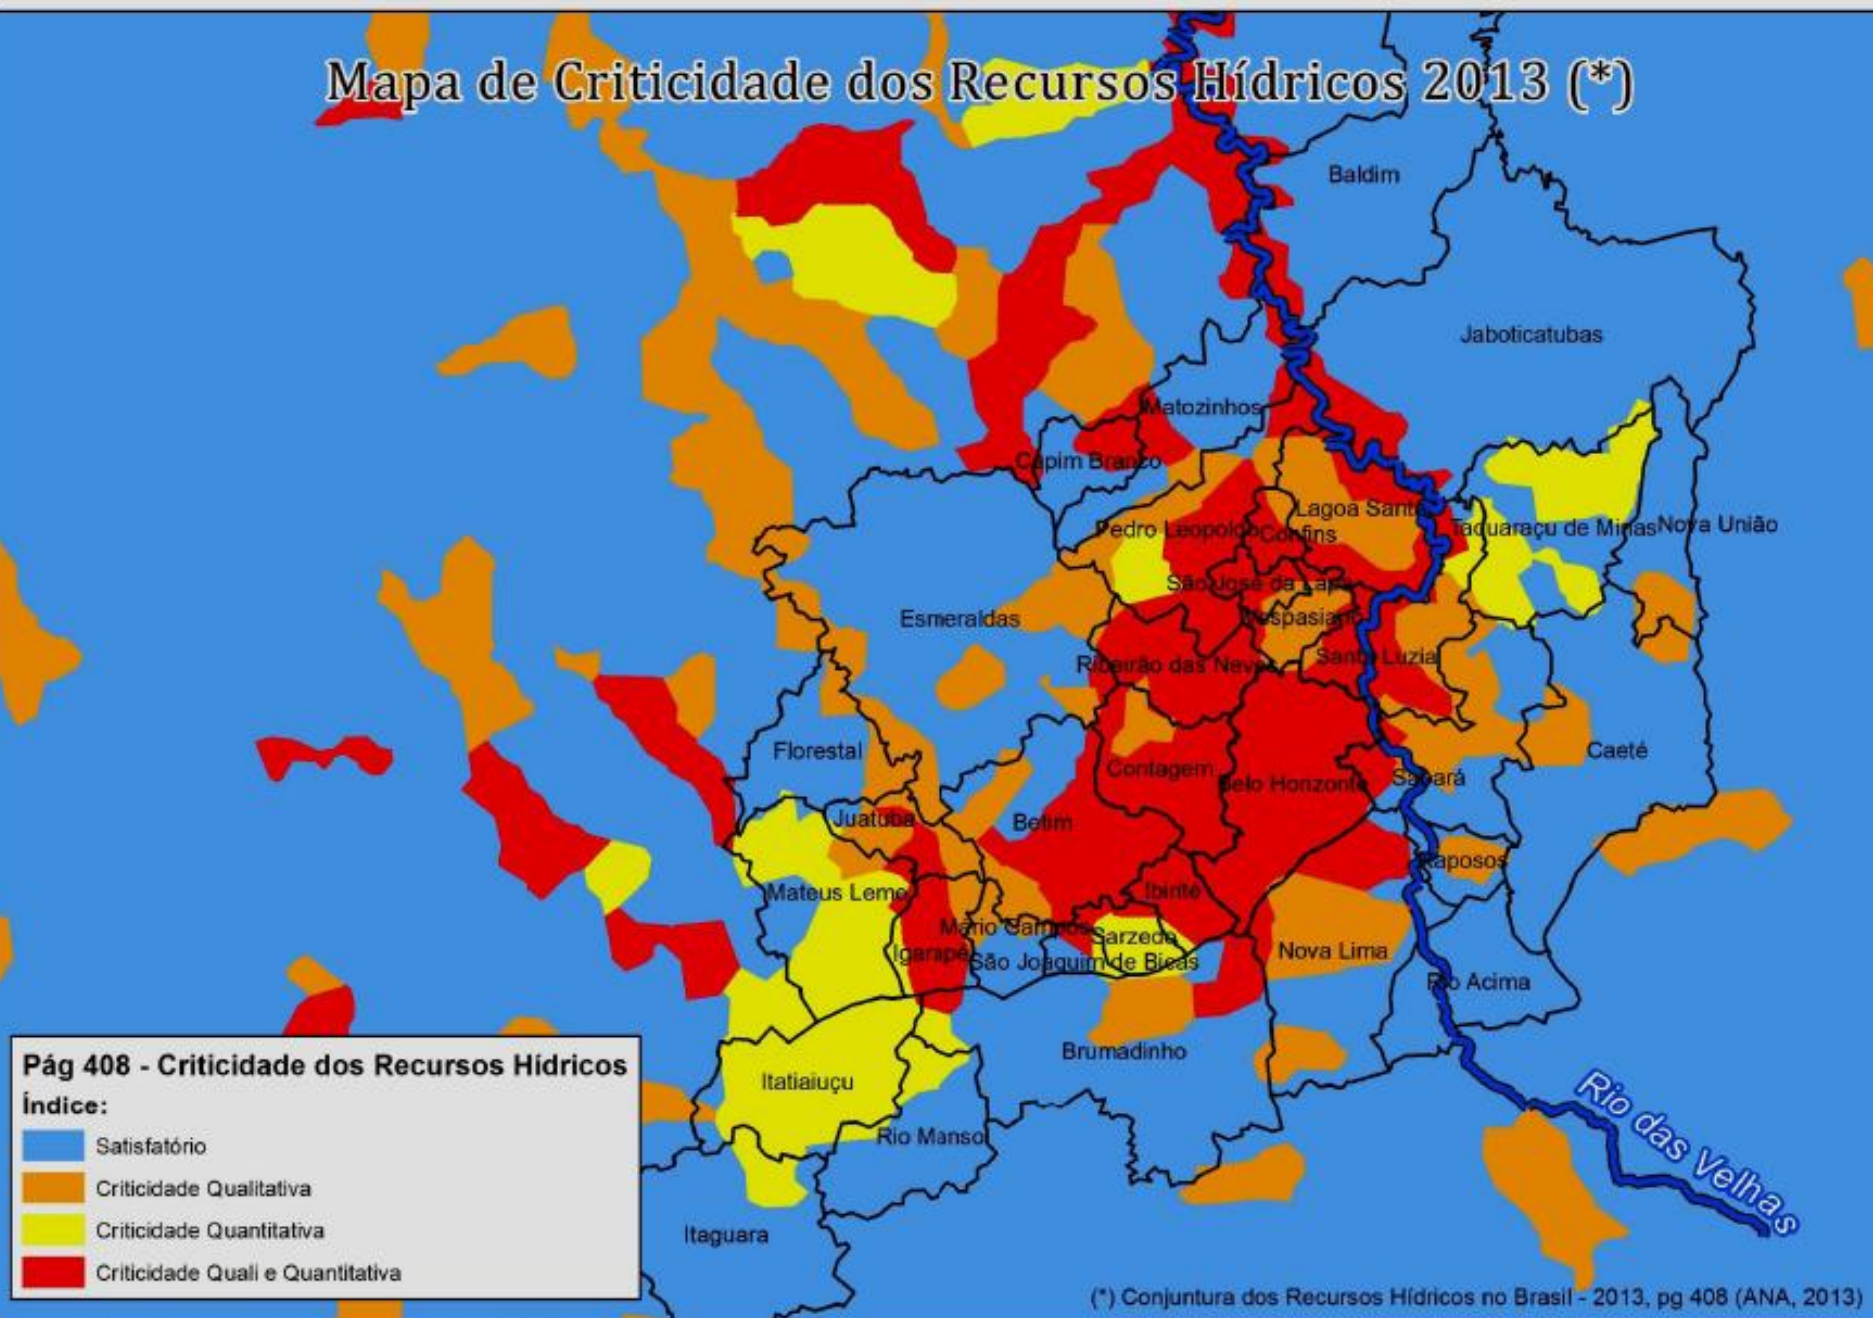 Mapa de Criticidade dos Recursos Hídricos 2013 (*)
Baldim
Jaboticatubas
Matozinhos
Capim Branco
Lagoa Santa
Pedro Leopoldo
Confins
Taquaraçu de Minas
Nova União
São José da Lapa
Vespasiano
Esmeraldas
Ribeirão das Neves
Santa Luzia
Florestal
Caeté
Contagem
Belo Horizonte
Sabará
Juatuba
Betim
Raposos
Mateus Leme
Ibirité
Mário Campos
Sarzedo
Igarapé
São Joaquim de Bicas
Nova Lima
Rio Acima
Brumadinho
Itatiaiuçu
Rio Manso
Itaguara
Rio das Velhas
Pág 408 - Criticidade dos Recursos Hídricos
Índice:
Satisfatório
Criticidade Qualitativa
Criticidade Quantitativa
Criticidade Quali e Quantitativa
(*) Conjuntura dos Recursos Hídricos no Brasil - 2013, pg 408 (ANA, 2013)